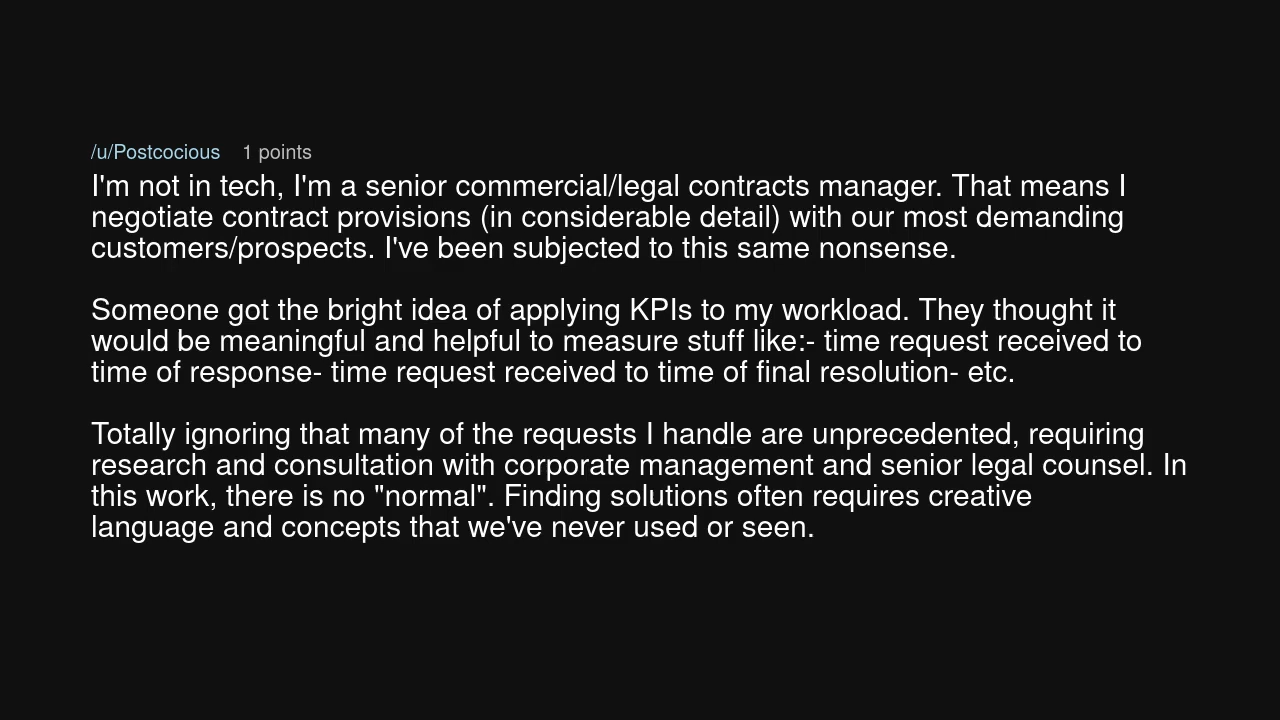 /u/Postcocious 1 points
I'm not in tech, I'm a senior commercial/legal contracts manager. That means I
negotiate contract provisions (in considerable detail) with our most demanding
customers/prospects. I've been subjected to this same nonsense.
Someone got the bright idea of applying KPIs to my workload. They thought it
would be meaningful and helpful to measure stuff like:- time request received to
time of response- time request received to time of final resolution- etc.
Totally ignoring that many of the requests I handle are unprecedented, requiring
research and consultation with corporate management and senior legal counsel. In
this work, there is no "normal". Finding solutions often requires creative
language and concepts that we've never used or seen.